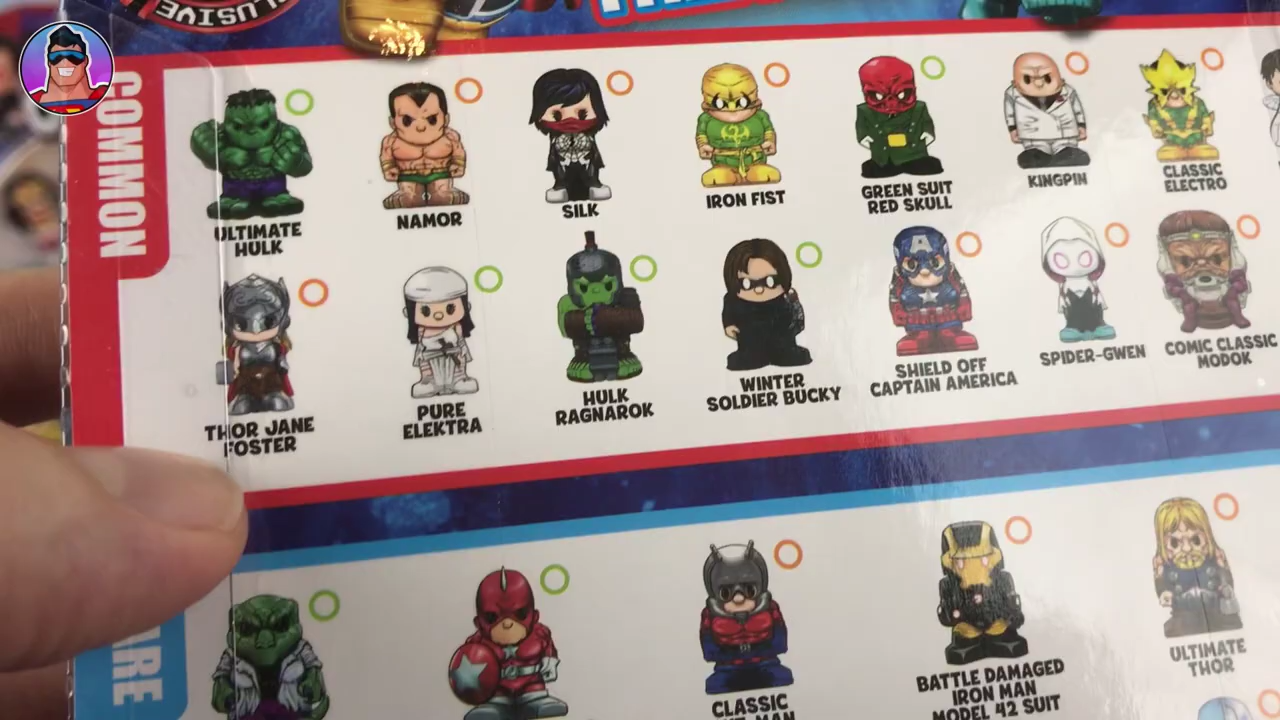 COMMON
ULTIMATE
HULK
NAMOR
SILK
IRON FIST
GREEN SUIT
RED SKULL
KINGPIN
CLASSIC
ELECTRO
THOR JANE
FOSTER
PURE
ELEKTRA
HULK
RAGNAROK
WINTER
SOLDIER BUCKY
SHIELD OFF
CAPTAIN AMERICA
SPIDER-GWEN
COMIC CLASSIC
MODOK
CLASSIC
BATTLE DAMAGED
IRON MAN
MODEL 42 SUIT
ULTIMATE
THOR